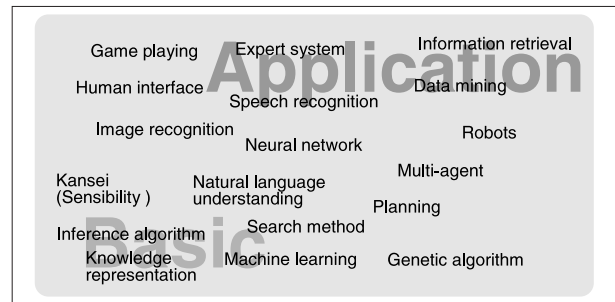 Game playing
Expert system
Information retrieval
Application
Human interface
Data mining
Speech recognition
Image recognition
Robots
Neural network
Multi-agent
Kansei
(Sensibility )
Natural language
understanding
Planning
Basic
Search method
Inference algorithm
Knowledge
representation
Machine learning
Genetic algorithm